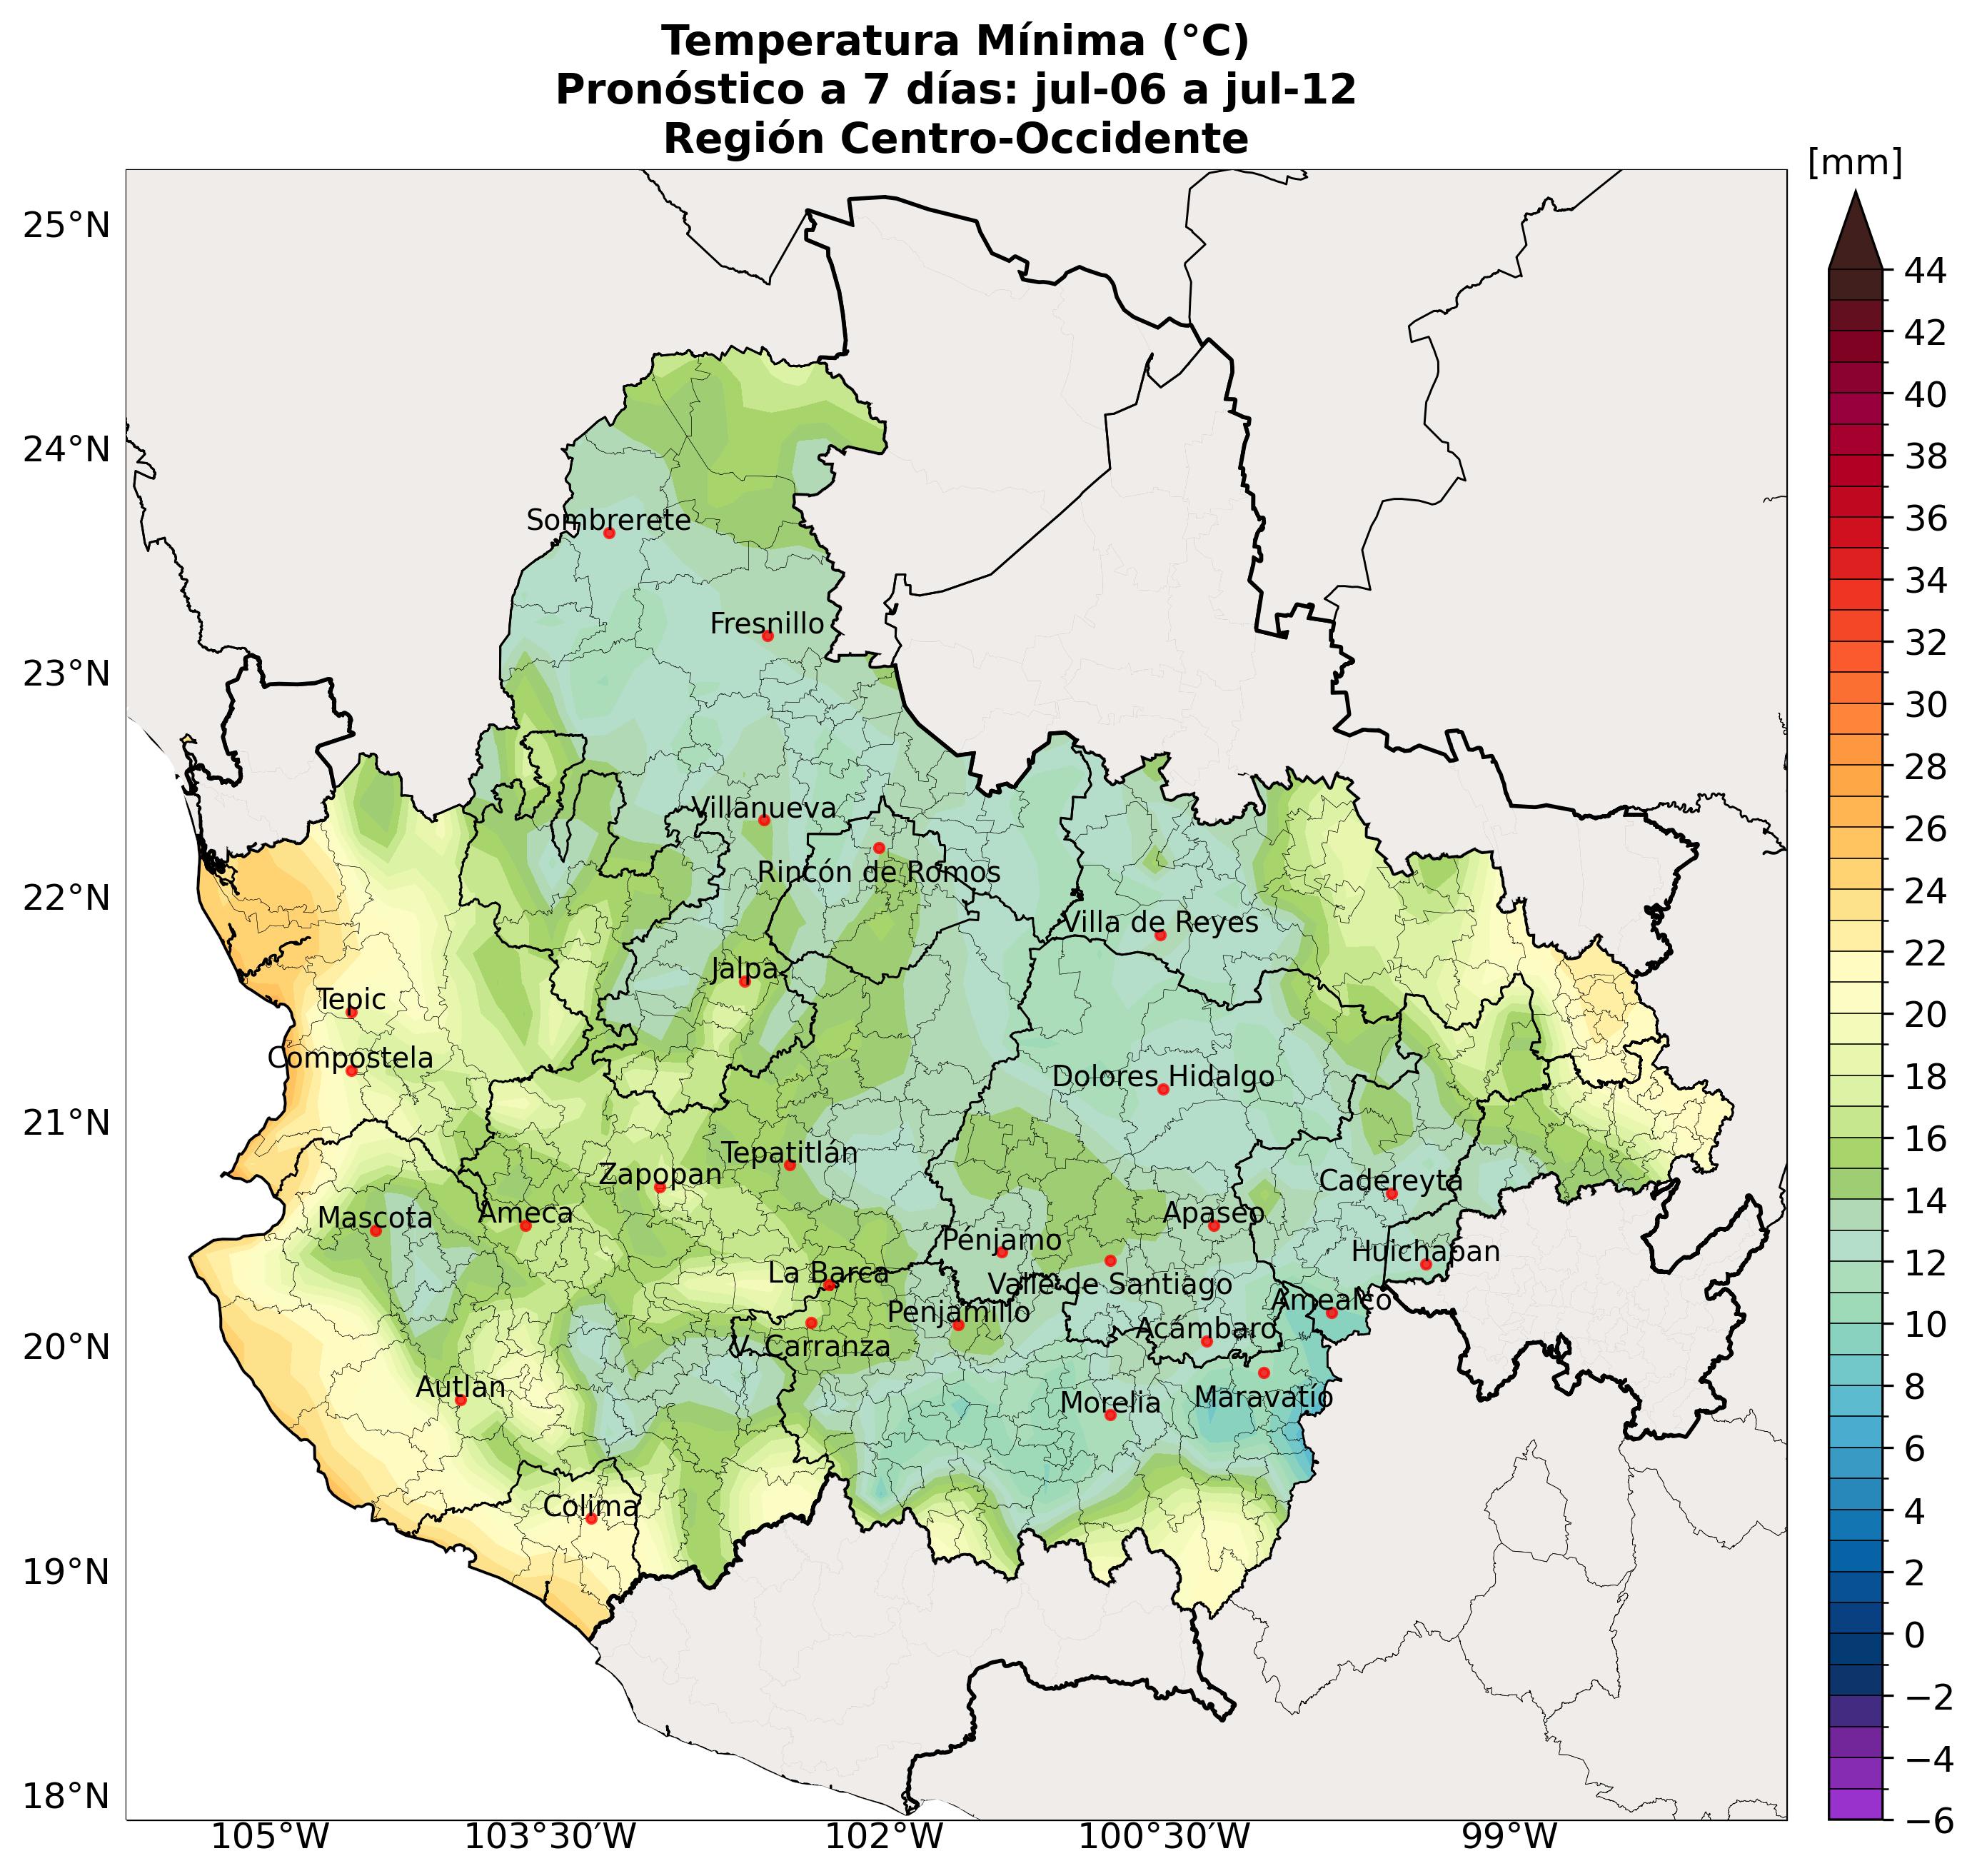 Temperatura Mínima (°C)
Pronóstico a 7 días: jul-06 a jul-12
Región Centro-Occidente
[mm]
25°N
24°N
23°N
22°N
21°N
20°N
19°N
18°N
Sombrerete
Fresnillo
Villanueva
Rincón de Romos
Villa de Reyes
Jalpa
Tepic
Compostela
Dolores Hidalgo
Tepatitlán
Zapopan
Cadereyta
Mascota
Ameca
Apaseo
Pénjamo
Huichapan
La Barca
Valle de Santiago
Amealco
Penjamillo
Acámbaro
V. Carranza
Autlan
Morelia
Maravatío
Colima
105°W
103°30′W
102°W
100°30′W
99°W
44
42
40
38
36
34
32
30
28
26
24
22
20
18
16
14
12
10
8
6
4
2
0
−2
−4
−6